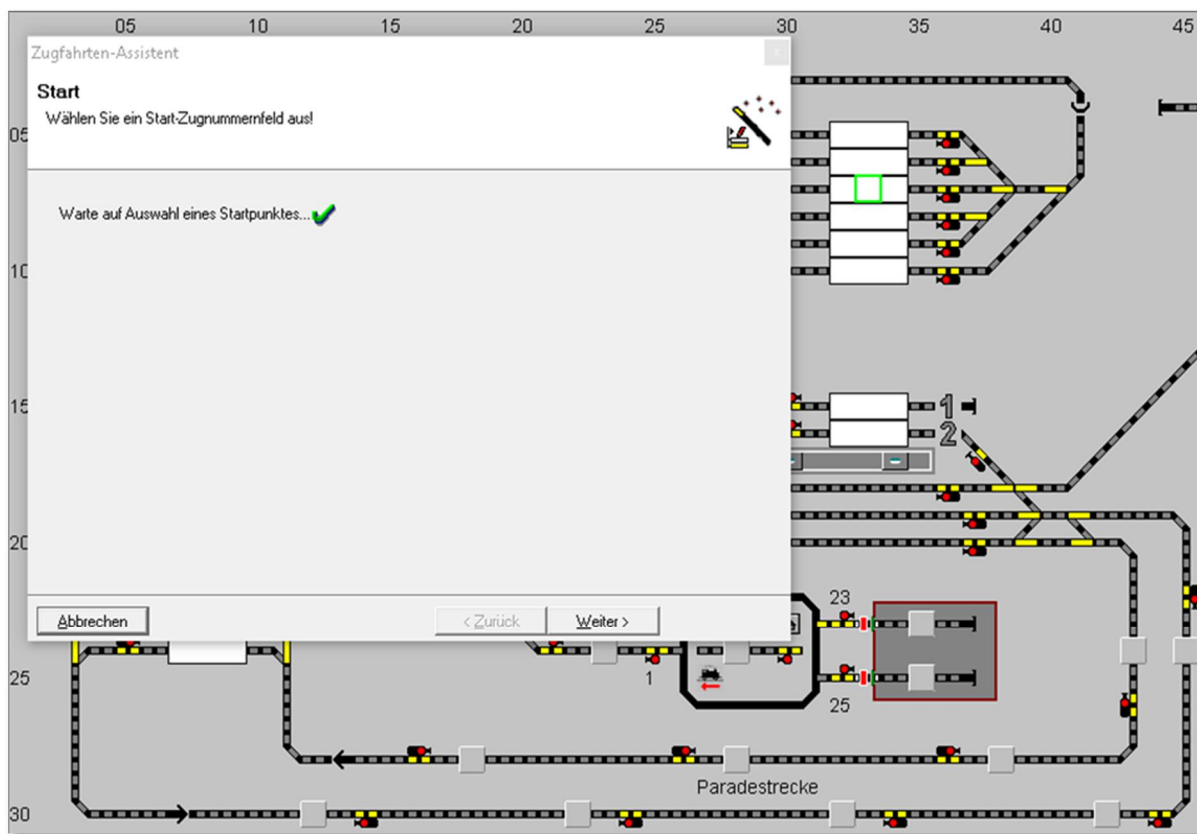 05 10 15 20 25 30 35 40 45
Zugfahrten-Assistent
x
Start
Wählen Sie ein Start-Zugnummernfeld aus!
05
Warte auf Auswahl eines Startpunktes...
10
15
1
2
20
Abbrechen < Zurück Weiter >
23
25
1
25
Paradestrecke
30